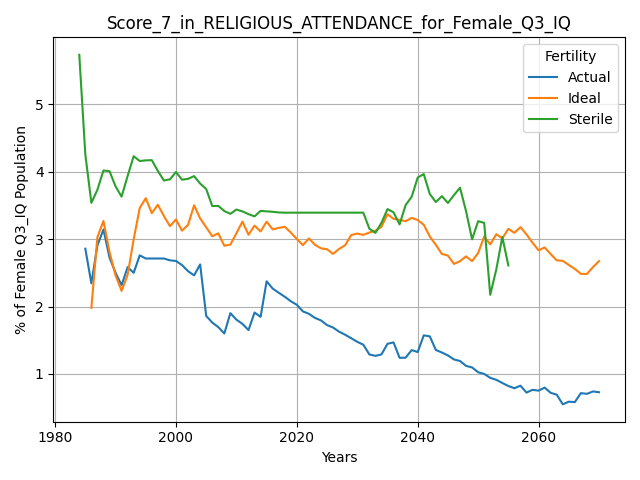 Score_7_in_RELIGIOUS_ATTENDANCE_for_Female_Q3_IQ
Fertility
Actual
Ideal
Sterile
% of Female Q3_IQ Population
5
4
3
2
1
1980
2000
2020
2040
2060
Years